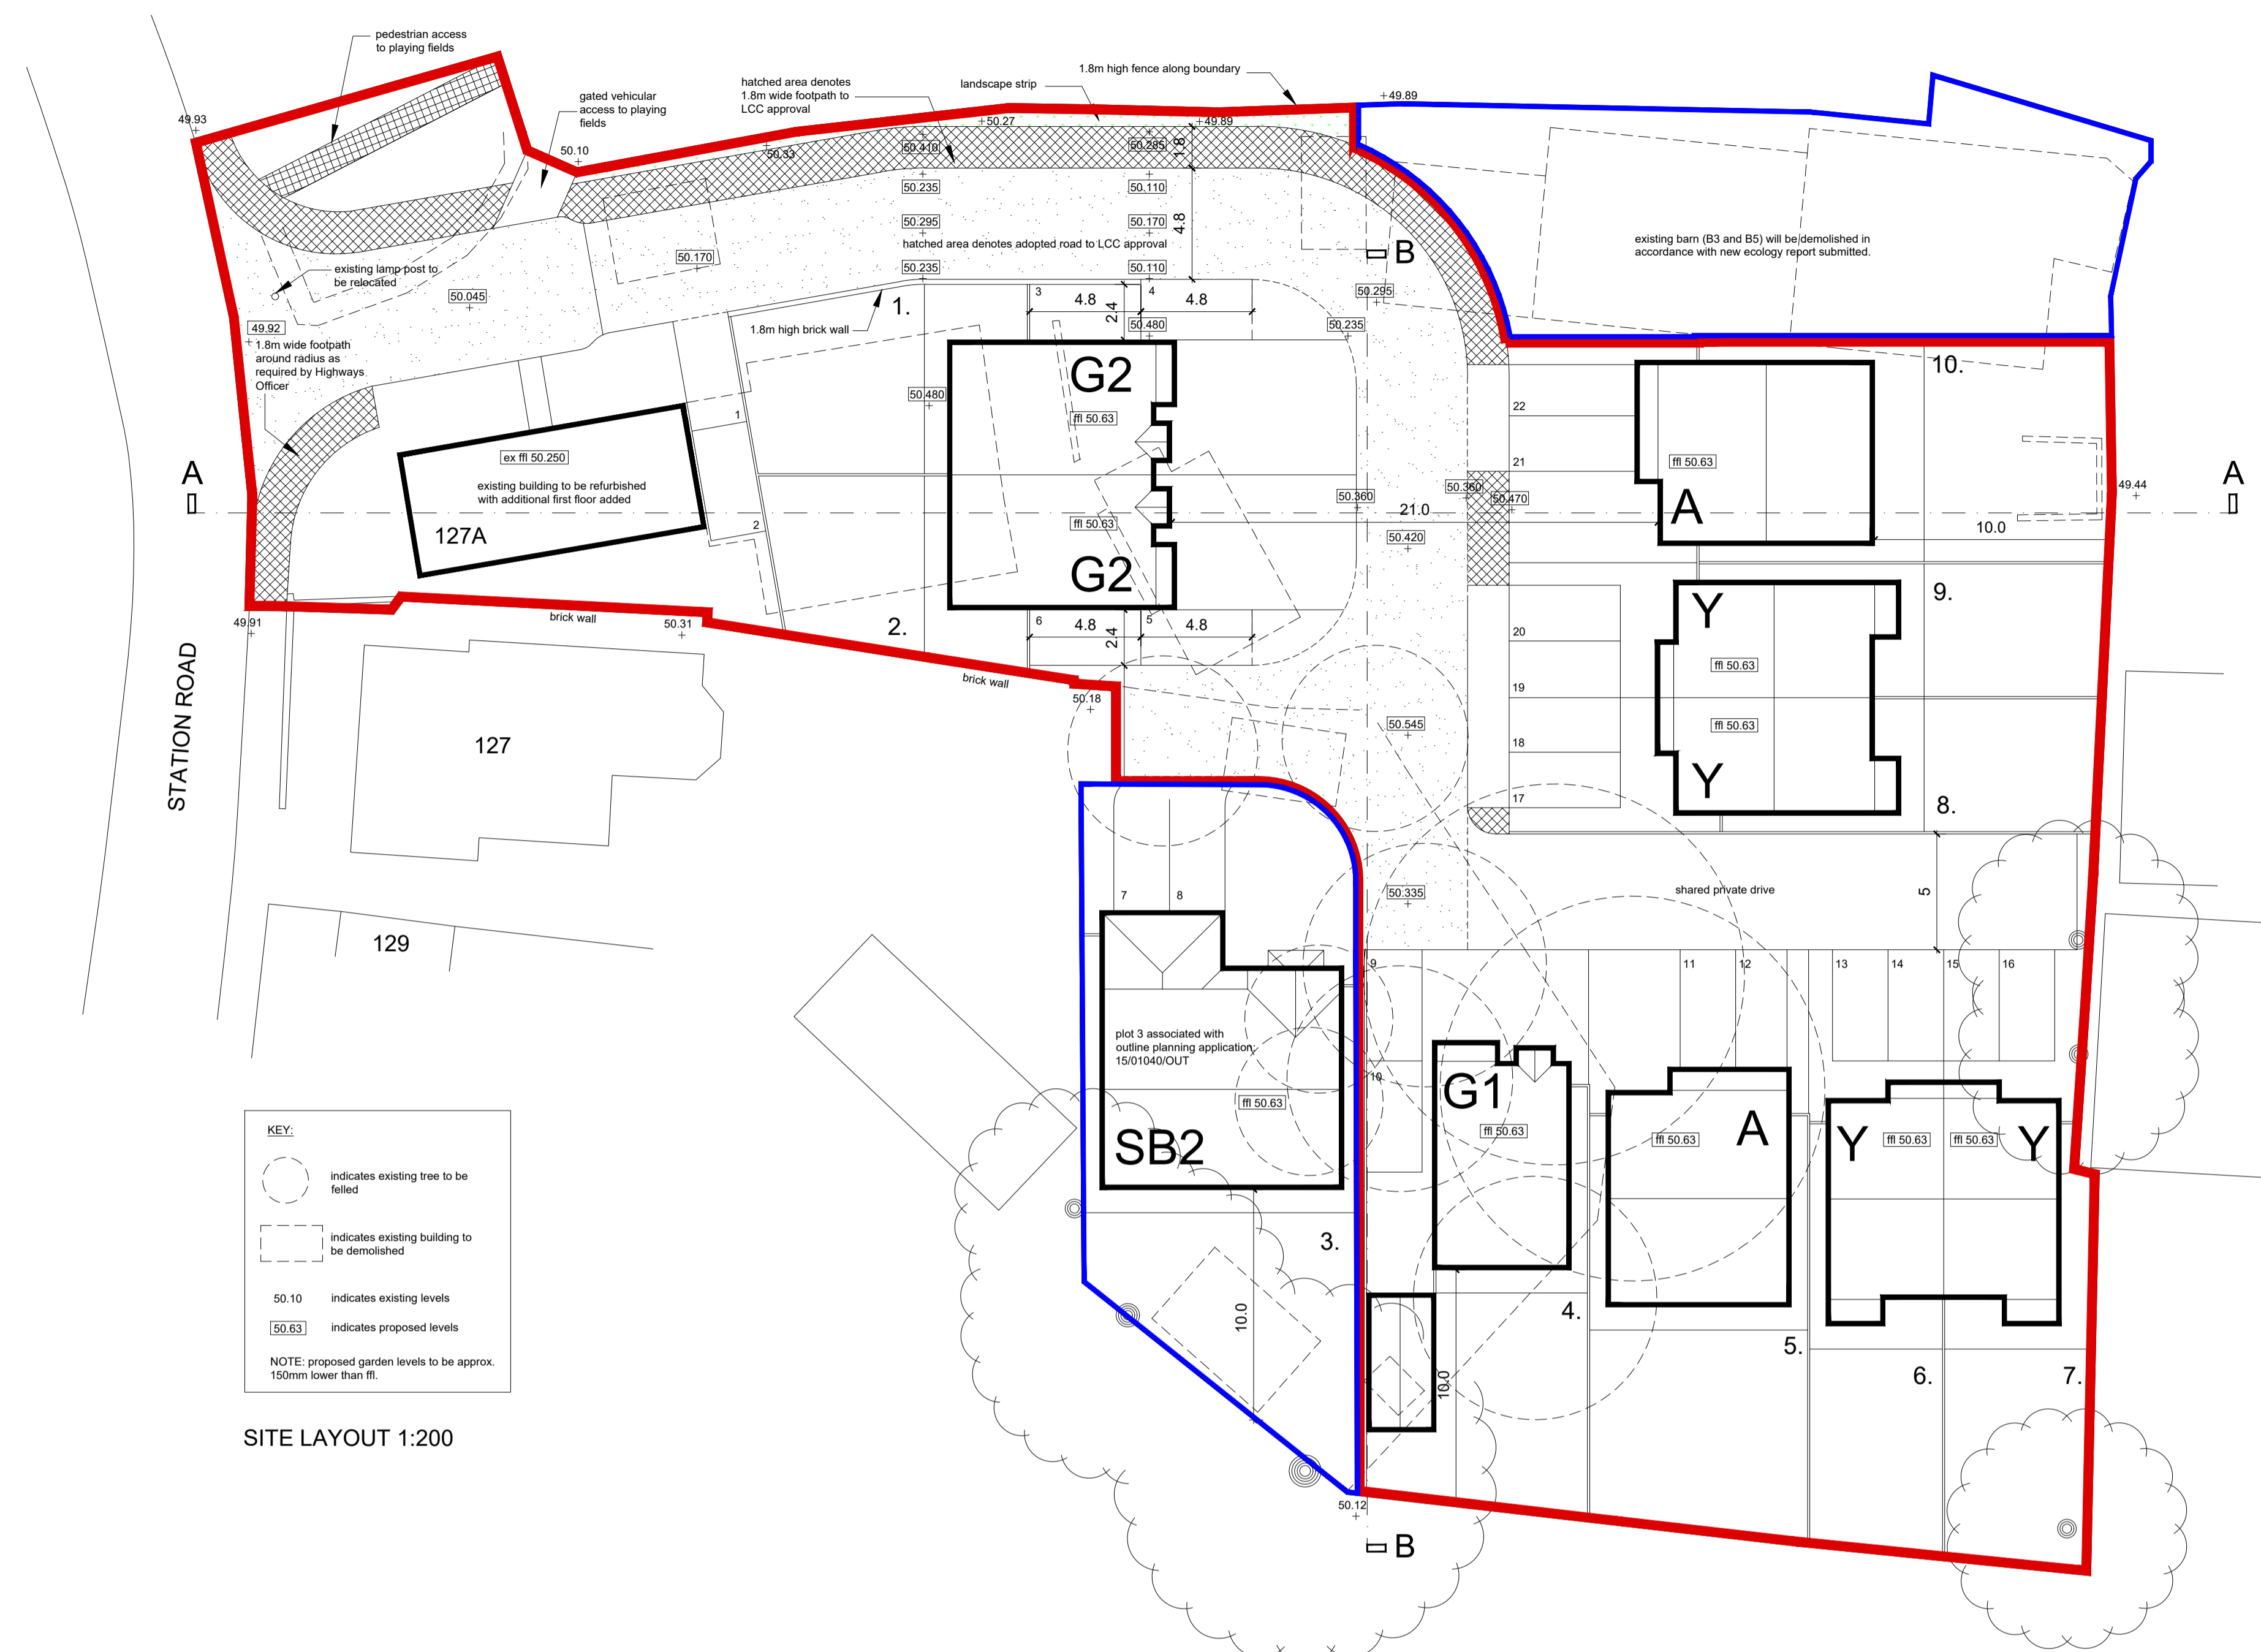 pedestrian access
to playing fields
gated vehicular
access to playing
fields
hatched area denotes
1.8m wide footpath to
LCC approval
landscape strip
1.8m high fence along boundary
49.93
50.10
50.33
50.27
49.89
49.89
50.410
50.285
1.8
50.235
50.110
50.295
50.170
4.8
hatched area denotes adopted road to LCC approval
50.170
50.235
50.110
B
existing barn (B3 and B5) will be demolished in
accordance with new ecology report submitted.
existing lamp post to
be relocated
50.045
49.92
1.8m wide footpath
around radius as
required by Highways
Officer
1.8m high brick wall
1.
3
4.8
4
4.8
2.4
50.480
50.295
50.235
10.
G2
50.480
ffl 50.63
1
22
21
ffl 50.63
ex ffl 50.250
existing building to be refurbished
with additional first floor added
127A
2
A
49.44
A
50.360
50.360
50.470
21.0
A
10.0
ffl 50.63
50.420
G2
9.
Y
49.91
brick wall
50.31
2.
6
4.8
2.4
5
4.8
20
ffl 50.63
brick wall
50.18
19
STATION ROAD
127
50.545
18
ffl 50.63
Y
17
8.
shared private drive
5
50.335
7
8
129
9
11
12
13
14
15
16
plot 3 associated with
outline planning application:
15/01040/OUT
10
G1
ffl 50.63
ffl 50.63
SB2
ffl 50.63
A
Y
ffl 50.63
ffl 50.63
Y
3.
4.
5.
6.
7.
10.0
10.0
50.12
B
KEY:
indicates existing tree to be
felled
indicates existing building to
be demolished
50.10
indicates existing levels
50.63
indicates proposed levels
NOTE: proposed garden levels to be approx.
150mm lower than ffl.
SITE LAYOUT 1:200